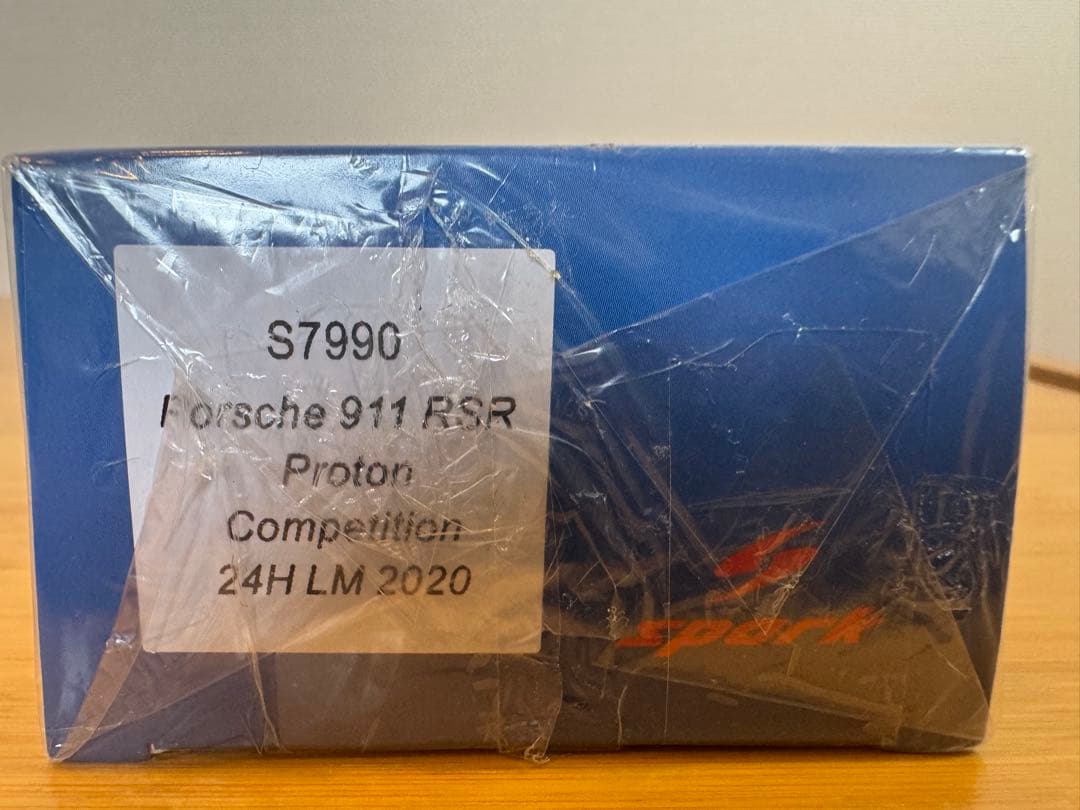 S7990
Porsche 911 RSR
Proton
Competition
24H LM 2020
spark